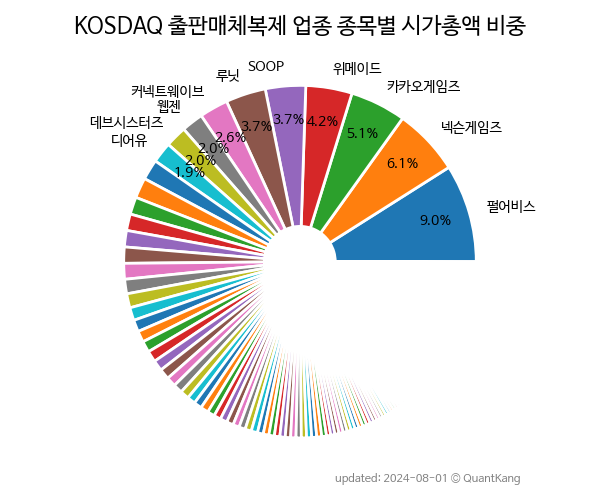 KOSDAQ 출판매체복제 업종 종목별 시가총액 비중
SOOP
위메이드
루닛
카카오게임즈
커넥트웨이브
웹젠
넥슨게임즈
데브시스터즈
디어유
펄어비스
3.7%
3.7%
4.2%
5.1%
2.6%
2.0%
2.0%
1.9%
6.1%
9.0%
updated: 2024-08-01 © QuantKang